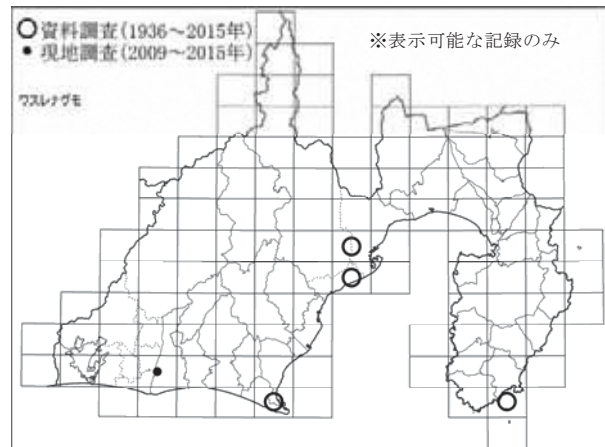 ○資料調査(1936～2015年)
●現地調査(2009～2015年)
※表示可能な記録のみ
ワスレナグモ